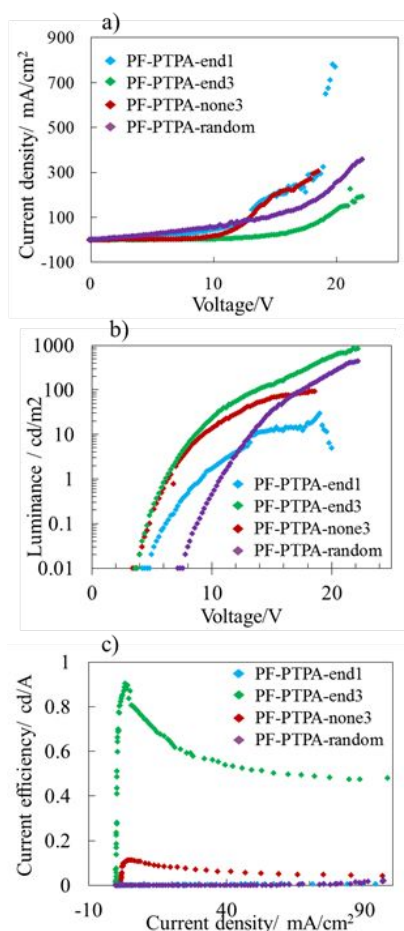 a)
900
700
500
300
100
-100
Current density/ mA/cm²
PF-PTPA-end1
PF-PTPA-end3
PF-PTPA-none3
PF-PTPA-random
0
10
20
Voltage/V
b)
1000
100
10
1
0.1
0.01
Luminance / cd/m2
PF-PTPA-end1
PF-PTPA-end3
PF-PTPA-none3
PF-PTPA-random
0
10
20
Voltage/V
c)
1
0.8
0.6
0.4
0.2
0
Current efficiency/ cd/A
PF-PTPA-end1
PF-PTPA-end3
PF-PTPA-none3
PF-PTPA-random
-10
40
90
Current density/ mA/cm²